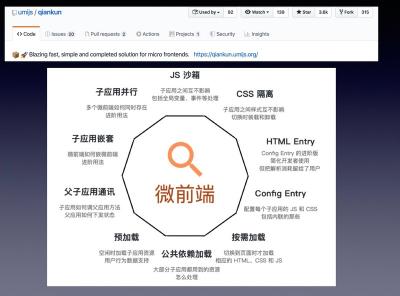 umijs / qiankun
Used by 92
Watch 139
Star 3.8k
Fork 315
Code
Issues 20
Pull requests 2
Actions
Projects 1
Security
Insights
Blazing fast, simple and completed solution for micro frontends. https://qiankun.umijs.org/
JS 沙箱
子应用之间互不影响
包括全局变量、事件等处理
CSS 隔离
子应用之间样式互不影响
切换时装载和卸载
HTML Entry
Config Entry 的进阶版
简化开发者使用
但把解析消耗留给了用户
Config Entry
配置每个子应用的 JS 和 CSS
包括内联的那些
按需加载
切换到页面时才加载
相应的 HTML、CSS 和 JS
公共依赖加载
大部分子应用都用到的资源
怎么处理
预加载
空闲时加载子应用资源
用户行为数据支持
父子应用通讯
子应用如何调父应用方法
父应用如何下发状态
子应用嵌套
微前端如何嵌微前端
进阶用法
子应用并行
多个微前端如何同时存在
进阶用法
微前端